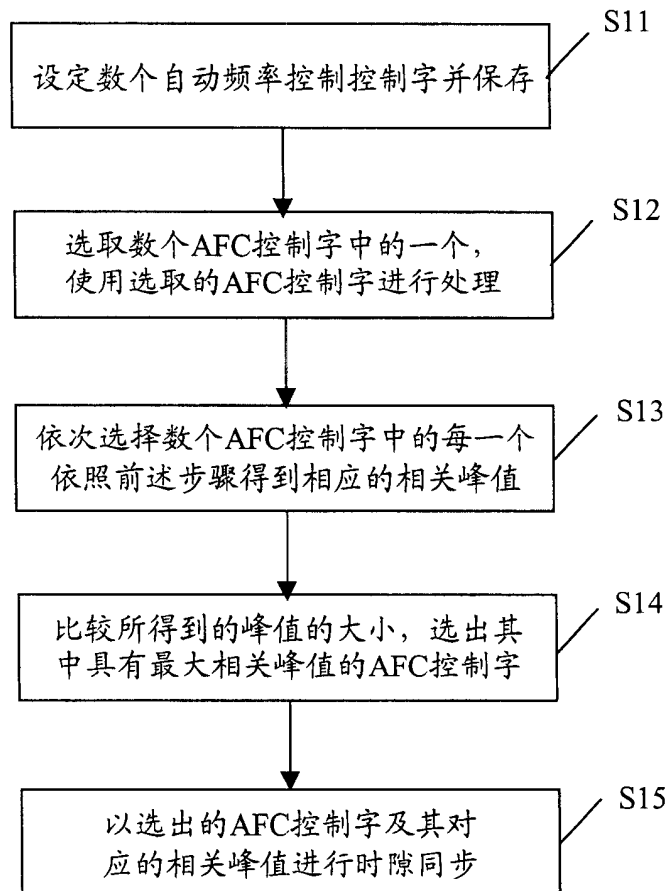 S11
设定数个自动频率控制控制字并保存
S12
选取数个AFC控制字中的一个，
使用选取的AFC控制字进行处理
S13
依次选择数个AFC控制字中的每一个
依照前述步骤得到相应的相关峰值
S14
比较所得到的峰值的大小，选出其
中具有最大相关峰值的AFC控制字
S15
以选出的AFC控制字及其对
应的相关峰值进行时隙同步